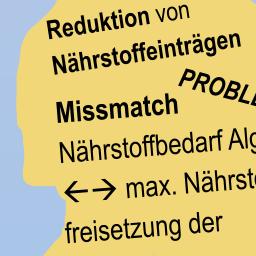 Reduktion von
Nährstoffeinträgen
PROBLE
Missmatch
Nährstoffbedarf Alg
←→ max. Nährsto
freisetzung der